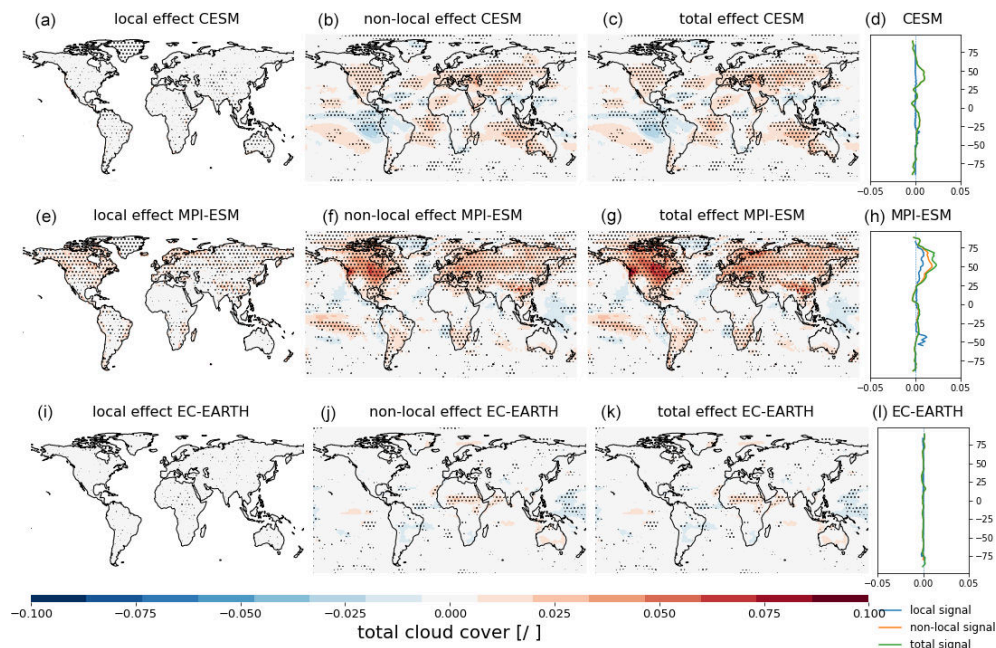 (a) local effect CESM
(b) non-local effect CESM
(c) total effect CESM
(d) CESM
75
50
25
0
−25
−50
−75
−0.05 0.00 0.05
(e) local effect MPI-ESM
(f) non-local effect MPI-ESM
(g) total effect MPI-ESM
(h) MPI-ESM
75
50
25
0
−25
−50
−75
−0.05 0.00 0.05
(i) local effect EC-EARTH
(j) non-local effect EC-EARTH
(k) total effect EC-EARTH
(l) EC-EARTH
75
50
25
0
−25
−50
−75
−0.05 0.00 0.05
−0.100 −0.075 −0.050 −0.025 0.000 0.025 0.050 0.075 0.100
total cloud cover [/ ]
local signal
non-local signal
total signal